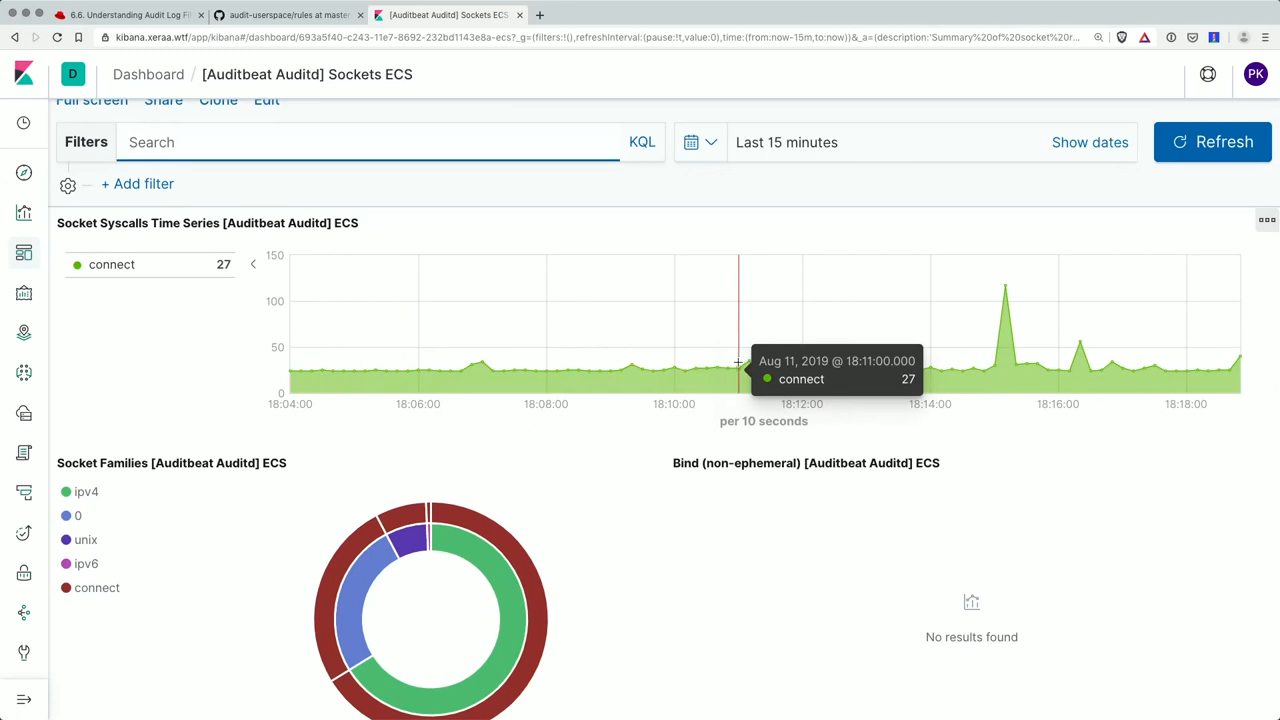 6.6. Understanding Audit Log Fi
audit-userspace/rules at master
[Auditbeat Auditd] Sockets ECS
kibana.xeraa.wtf/app/kibana#/dashboard/693a5f40-c243-11e7-8692-232bd1143e8a-ecs?_g=(filters:!(),refreshInterval:(pause:!t,value:0),time:(from:now-15m,to:now))&_a=(description:'Summary%20of%20socket%20r...
D
Dashboard / [Auditbeat Auditd] Sockets ECS
PK
Full screen Share Clone Edit
Filters Search KQL Last 15 minutes Show dates Refresh
+ Add filter
Socket Syscalls Time Series [Auditbeat Auditd] ECS
connect 27
150
100
50
0
Aug 11, 2019 @ 18:11:00.000
connect 27
18:04:00 18:06:00 18:08:00 18:10:00 18:12:00 18:14:00 18:16:00 18:18:00
per 10 seconds
Socket Families [Auditbeat Auditd] ECS
ipv4
0
unix
ipv6
connect
Bind (non-ephemeral) [Auditbeat Auditd] ECS
No results found